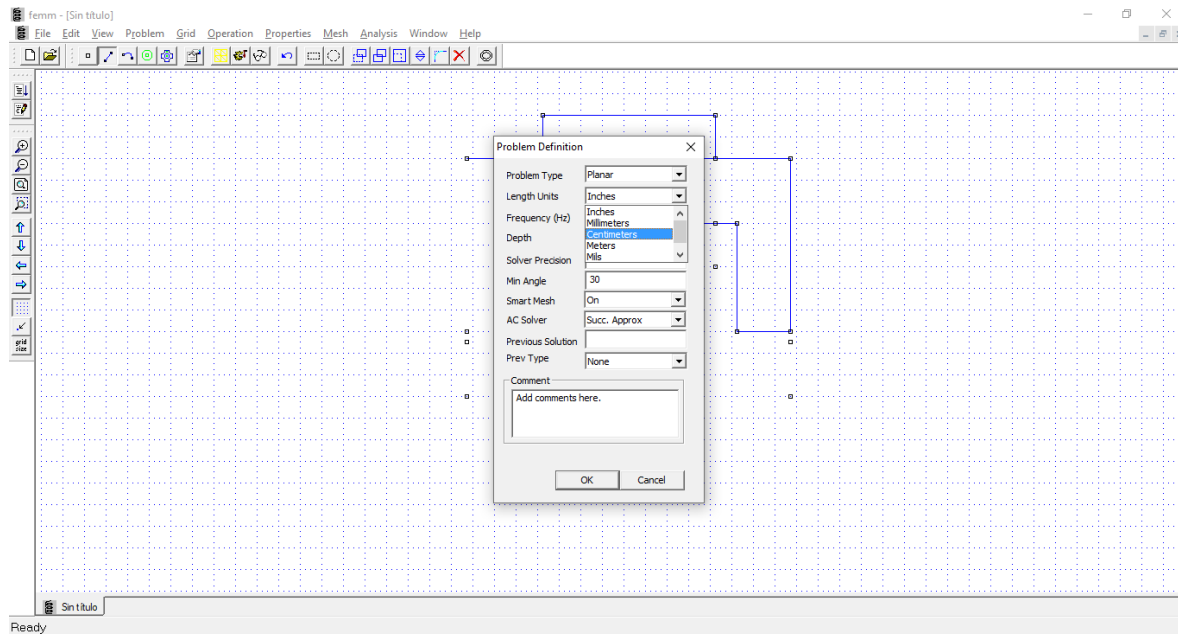 femm - [Sin título]
File Edit View Problem Grid Operation Properties Mesh Analysis Window Help
grid size
Problem Definition
Problem Type Planar
Length Units Inches
Frequency (Hz) Inches
Millimeters
Depth Centimeters
Meters
Solver Precision Mils
Min Angle 30
Smart Mesh On
AC Solver Succ. Approx
Previous Solution
Prev Type None
Comment
Add comments here.
OK Cancel
Sin título
Ready